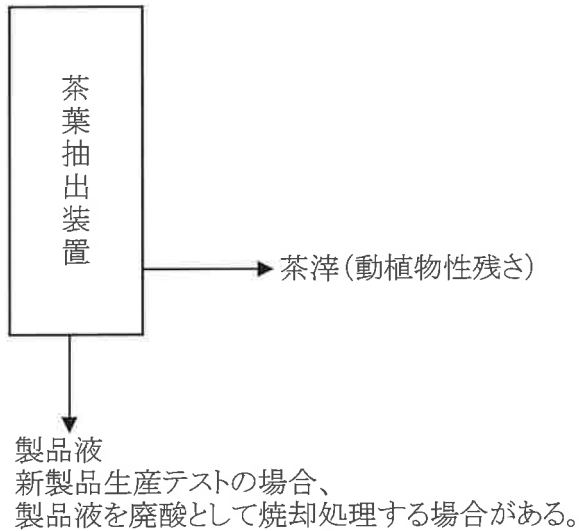 茶葉抽出装置
茶滓（動植物性残さ）
製品液
新製品生産テストの場合、
製品液を廃酸として焼却処理する場合がある。